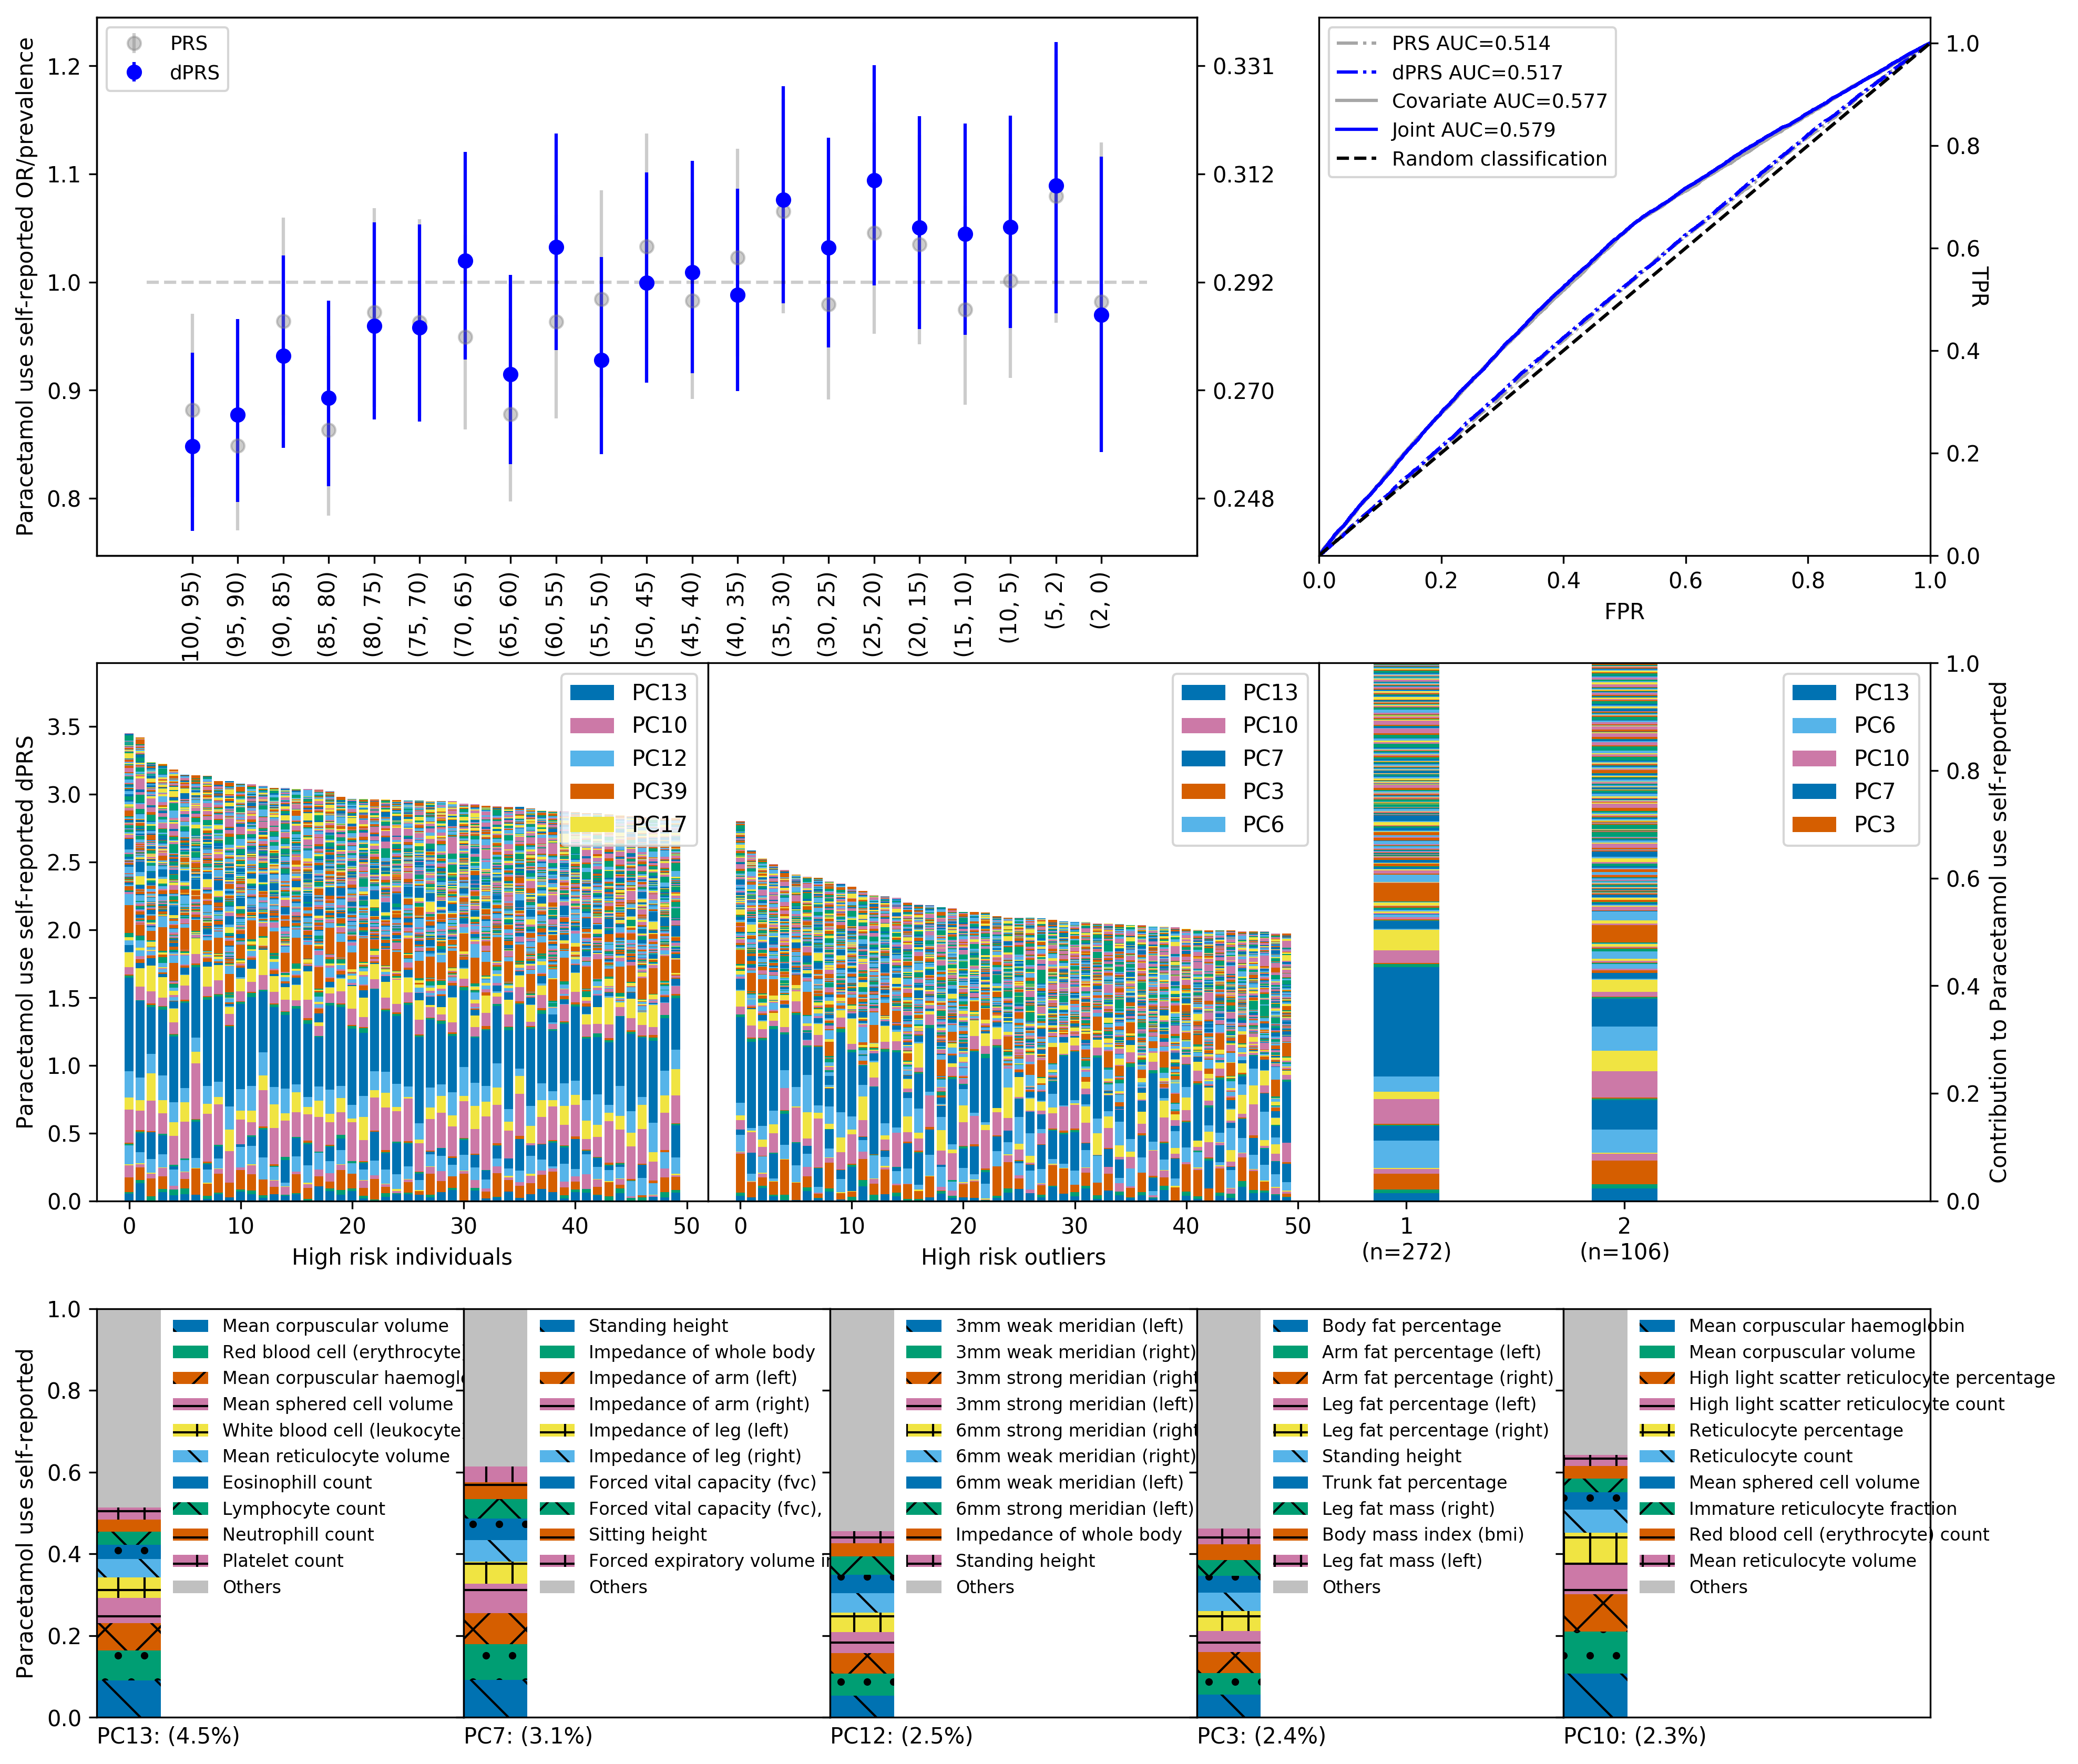 Paracetamol use self-reported OR/prevalence
1.2
1.1
1.0
0.9
0.8
PRS
dPRS
0.331
0.312
0.292
0.270
0.248
100, 95)
(95, 90)
(90, 85)
(85, 80)
(80, 75)
(75, 70)
(70, 65)
(65, 60)
(60, 55)
(55, 50)
(50, 45)
(45, 40)
(40, 35)
(35, 30)
(30, 25)
(25, 20)
(20, 15)
(15, 10)
(10, 5)
(5, 2)
(2, 0)
PRS AUC=0.514
dPRS AUC=0.517
Covariate AUC=0.577
Joint AUC=0.579
Random classification
1.0
0.8
0.6
0.4
0.2
0.0
TPR
0.0 0.2 0.4 0.6 0.8 1.0
FPR
Paracetamol use self-reported dPRS
3.5
3.0
2.5
2.0
1.5
1.0
0.5
0.0
PC13
PC10
PC12
PC39
PC17
0 10 20 30 40 50
High risk individuals
PC13
PC10
PC7
PC3
PC6
0 10 20 30 40 50
High risk outliers
PC13
PC6
PC10
PC7
PC3
1
(n=272)
2
(n=106)
1.0
0.8
0.6
0.4
0.2
0.0
Contribution to Paracetamol use self-reported
Paracetamol use self-reported
1.0
0.8
0.6
0.4
0.2
0.0
Mean corpuscular volume
Red blood cell (erythrocyte
Mean corpuscular haemogl
Mean sphered cell volume
White blood cell (leukocyte
Mean reticulocyte volume
Eosinophill count
Lymphocyte count
Neutrophill count
Platelet count
Others
PC13: (4.5%)
Standing height
Impedance of whole body
Impedance of arm (left)
Impedance of arm (right)
Impedance of leg (left)
Impedance of leg (right)
Forced vital capacity (fvc)
Forced vital capacity (fvc),
Sitting height
Forced expiratory volume i
Others
PC7: (3.1%)
3mm weak meridian (left)
3mm weak meridian (right)
3mm strong meridian (right
3mm strong meridian (left)
6mm strong meridian (right
6mm weak meridian (right)
6mm weak meridian (left)
6mm strong meridian (left)
Impedance of whole body
Standing height
Others
PC12: (2.5%)
Body fat percentage
Arm fat percentage (left)
Arm fat percentage (right)
Leg fat percentage (left)
Leg fat percentage (right)
Standing height
Trunk fat percentage
Leg fat mass (right)
Body mass index (bmi)
Leg fat mass (left)
Others
PC3: (2.4%)
Mean corpuscular haemoglobin
Mean corpuscular volume
High light scatter reticulocyte percentage
High light scatter reticulocyte count
Reticulocyte percentage
Reticulocyte count
Mean sphered cell volume
Immature reticulocyte fraction
Red blood cell (erythrocyte) count
Mean reticulocyte volume
Others
PC10: (2.3%)